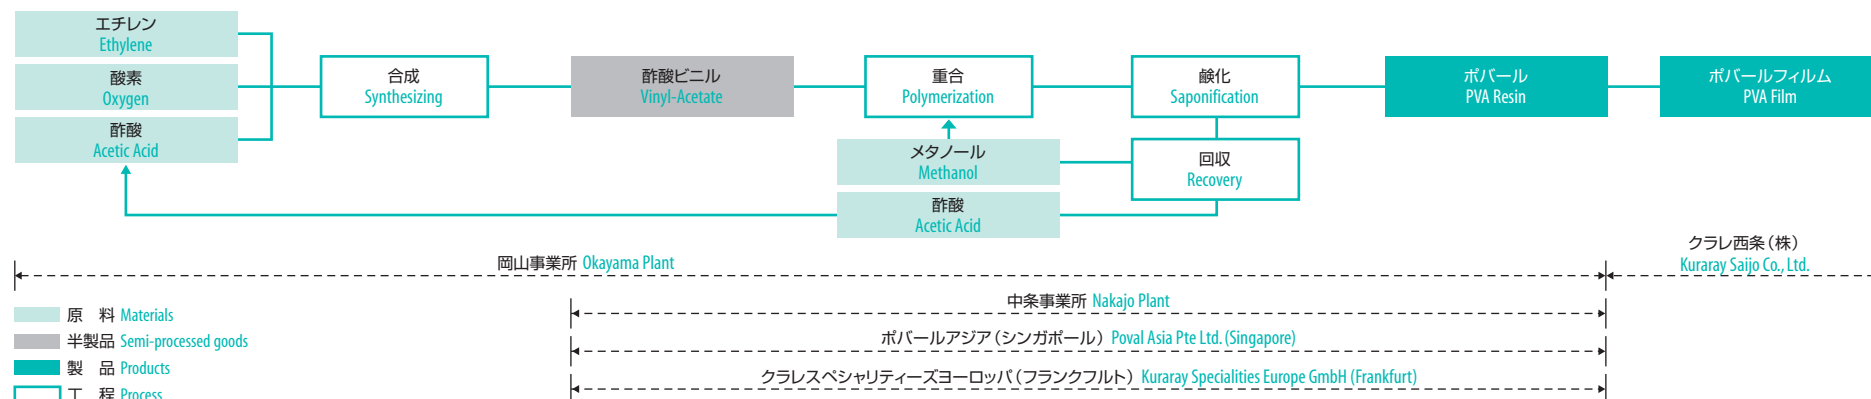 エチレン
Ethylene
酸素
Oxygen
酢酸
Acetic Acid
合成
Synthesizing
酢酸ビニル
Vinyl-Acetate
重合
Polymerization
鹸化
Saponification
ポバール
PVA Resin
ポバールフィルム
PVA Film
メタノール
Methanol
回収
Recovery
酢酸
Acetic Acid
岡山事業所 Okayama Plant
クラレ西条(株)
Kuraray Saijo Co., Ltd.
中条事業所 Nakajo Plant
ポバールアジア(シンガポール) Poval Asia Pte Ltd. (Singapore)
クラレスペシャリティーズヨーロッパ(フランクフルト) Kuraray Specialities Europe GmbH (Frankfurt)
原 料 Materials
半製品 Semi-processed goods
製 品 Products
工 程 Process